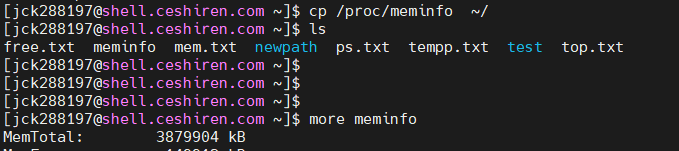 [jck288197@shell.ceshiren.com ~]$ cp /proc/meminfo  ~/
[jck288197@shell.ceshiren.com ~]$ ls
free.txt  meminfo  mem.txt  newpath  ps.txt  tempp.txt  test  top.txt
[jck288197@shell.ceshiren.com ~]$
[jck288197@shell.ceshiren.com ~]$
[jck288197@shell.ceshiren.com ~]$
[jck288197@shell.ceshiren.com ~]$ more meminfo
MemTotal:        3879904 kB